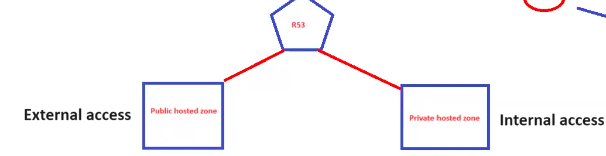 R53
Public hosted zone
External access
Private hosted zone
Internal access